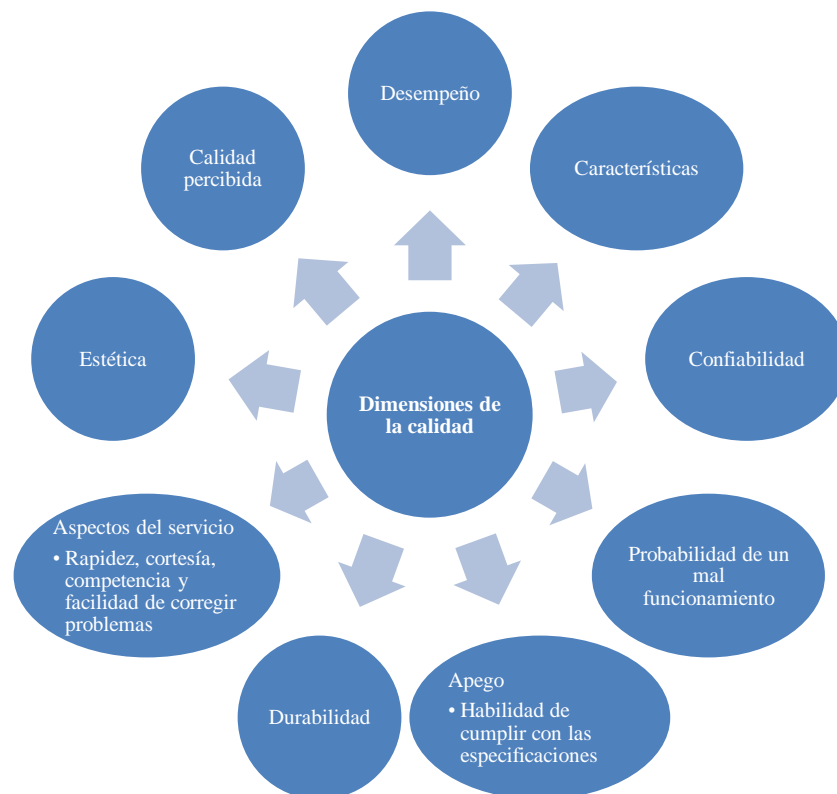 Desempeño
Características
Confiabilidad
Probabilidad de un
mal
funcionamiento
Apego
• Habilidad de
cumplir con las
especificaciones
Durabilidad
Aspectos del servicio
• Rapidez, cortesía,
competencia y
facilidad de corregir
problemas
Estética
Calidad
percibida
Dimensiones de
la calidad